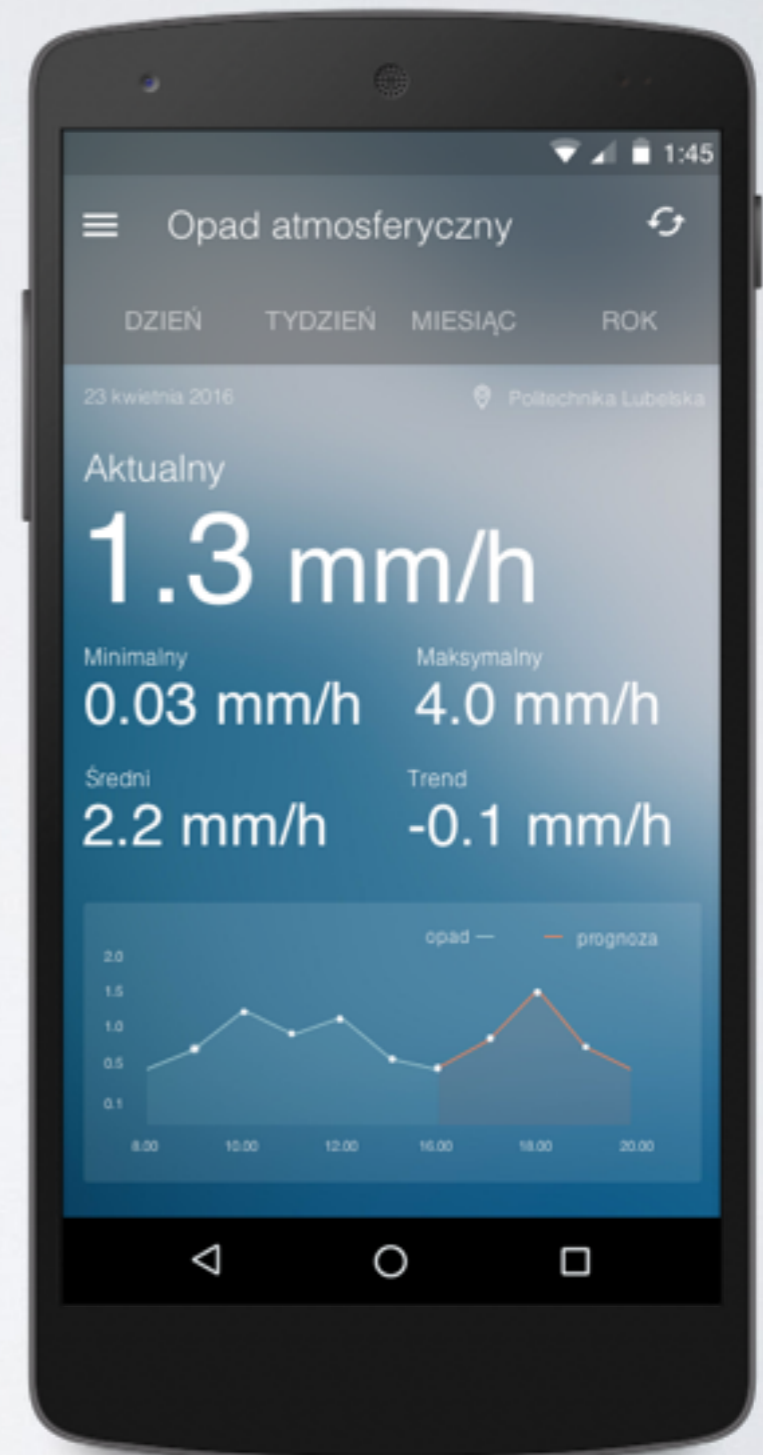 1:45
Opad atmosferyczny
DZIEŃ TYDZIEŃ MIESIĄC ROK
23 kwietnia 2016 Politechnika Lubelska
Aktualny
1.3 mm/h
Minimalny Maksymalny
0.03 mm/h 4.0 mm/h
Średni Trend
2.2 mm/h -0.1 mm/h
opad prognoza
2.0
1.5
1.0
0.5
0.1
8.00 10.00 12.00 16.00 18.00 20.00